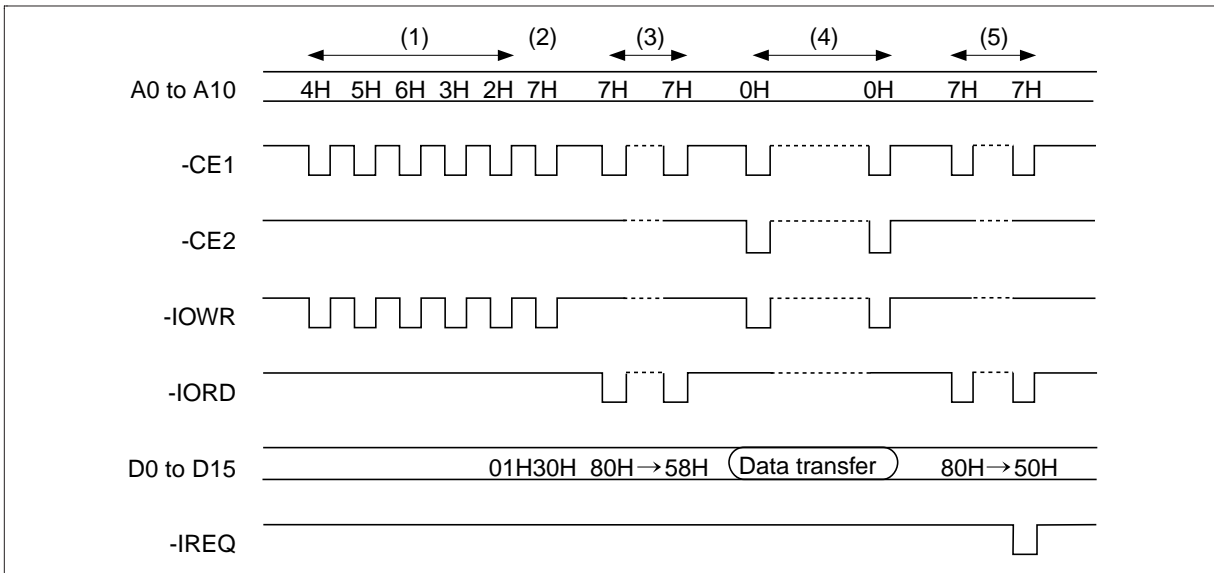 (1) (2) (3) (4) (5)
A0 to A10 4H 5H 6H 3H 2H 7H 7H 7H 0H 0H 7H 7H
-CE1
-CE2
-IOWR
-IORD
D0 to D15 01H30H 80H→58H Data transfer 80H→50H
-IREQ